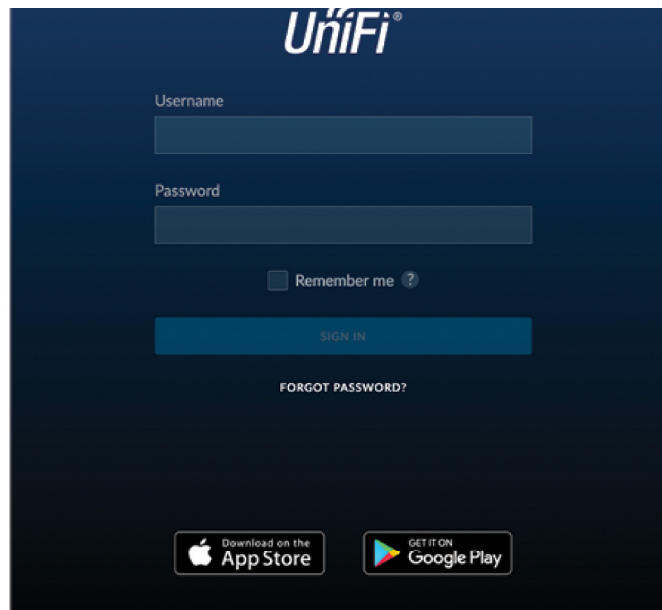 UniFi®
Username
Password
Remember me ?
SIGN IN
FORGOT PASSWORD?
Download on the
App Store
GET IT ON
Google Play